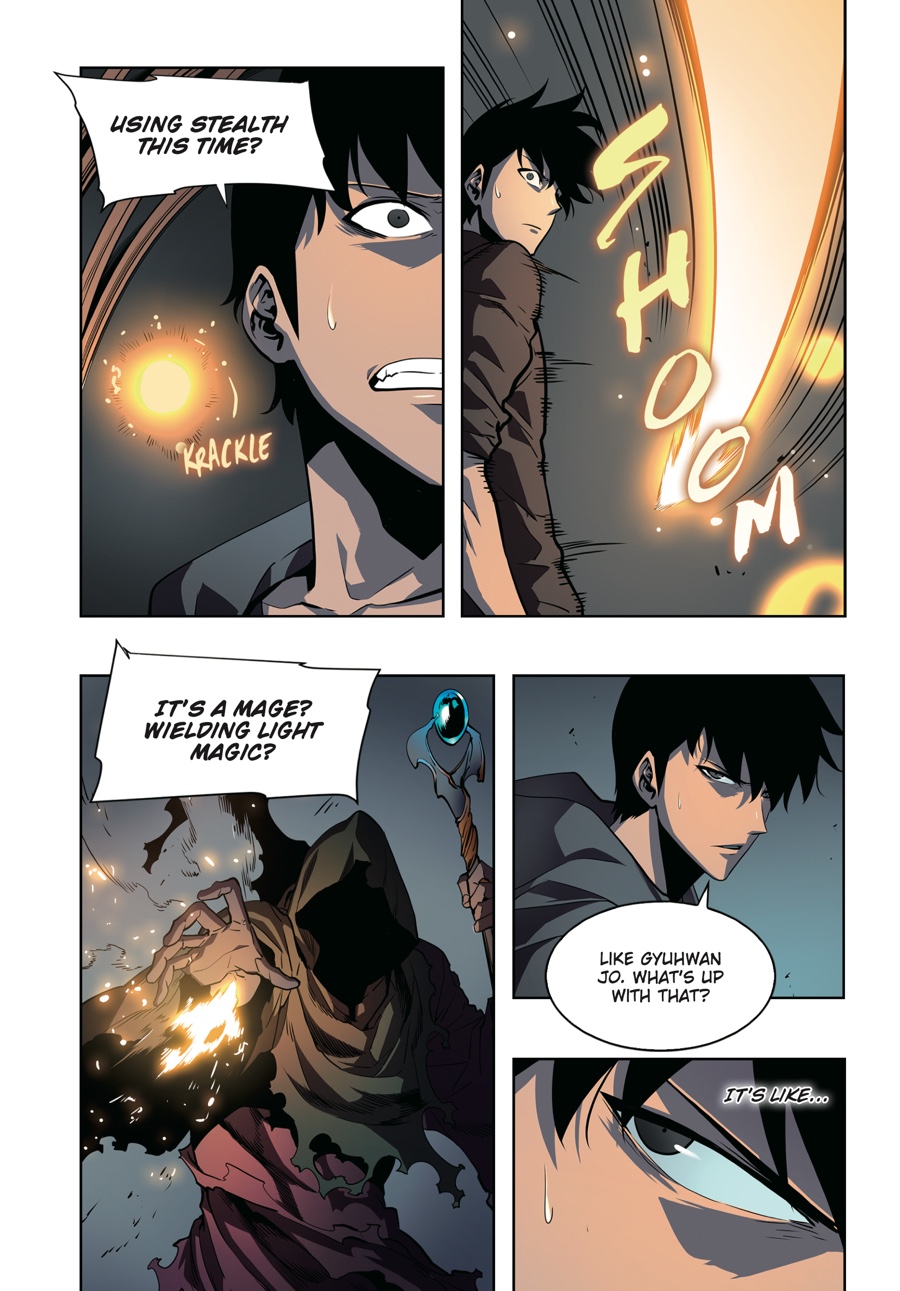 USING STEALTH
THIS TIME?
KRACKLE
SHOOM
IT'S A MAGE?
WIELDING LIGHT
MAGIC?
LIKE GYUHWAN
JO. WHAT'S UP
WITH THAT?
IT'S LIKE...